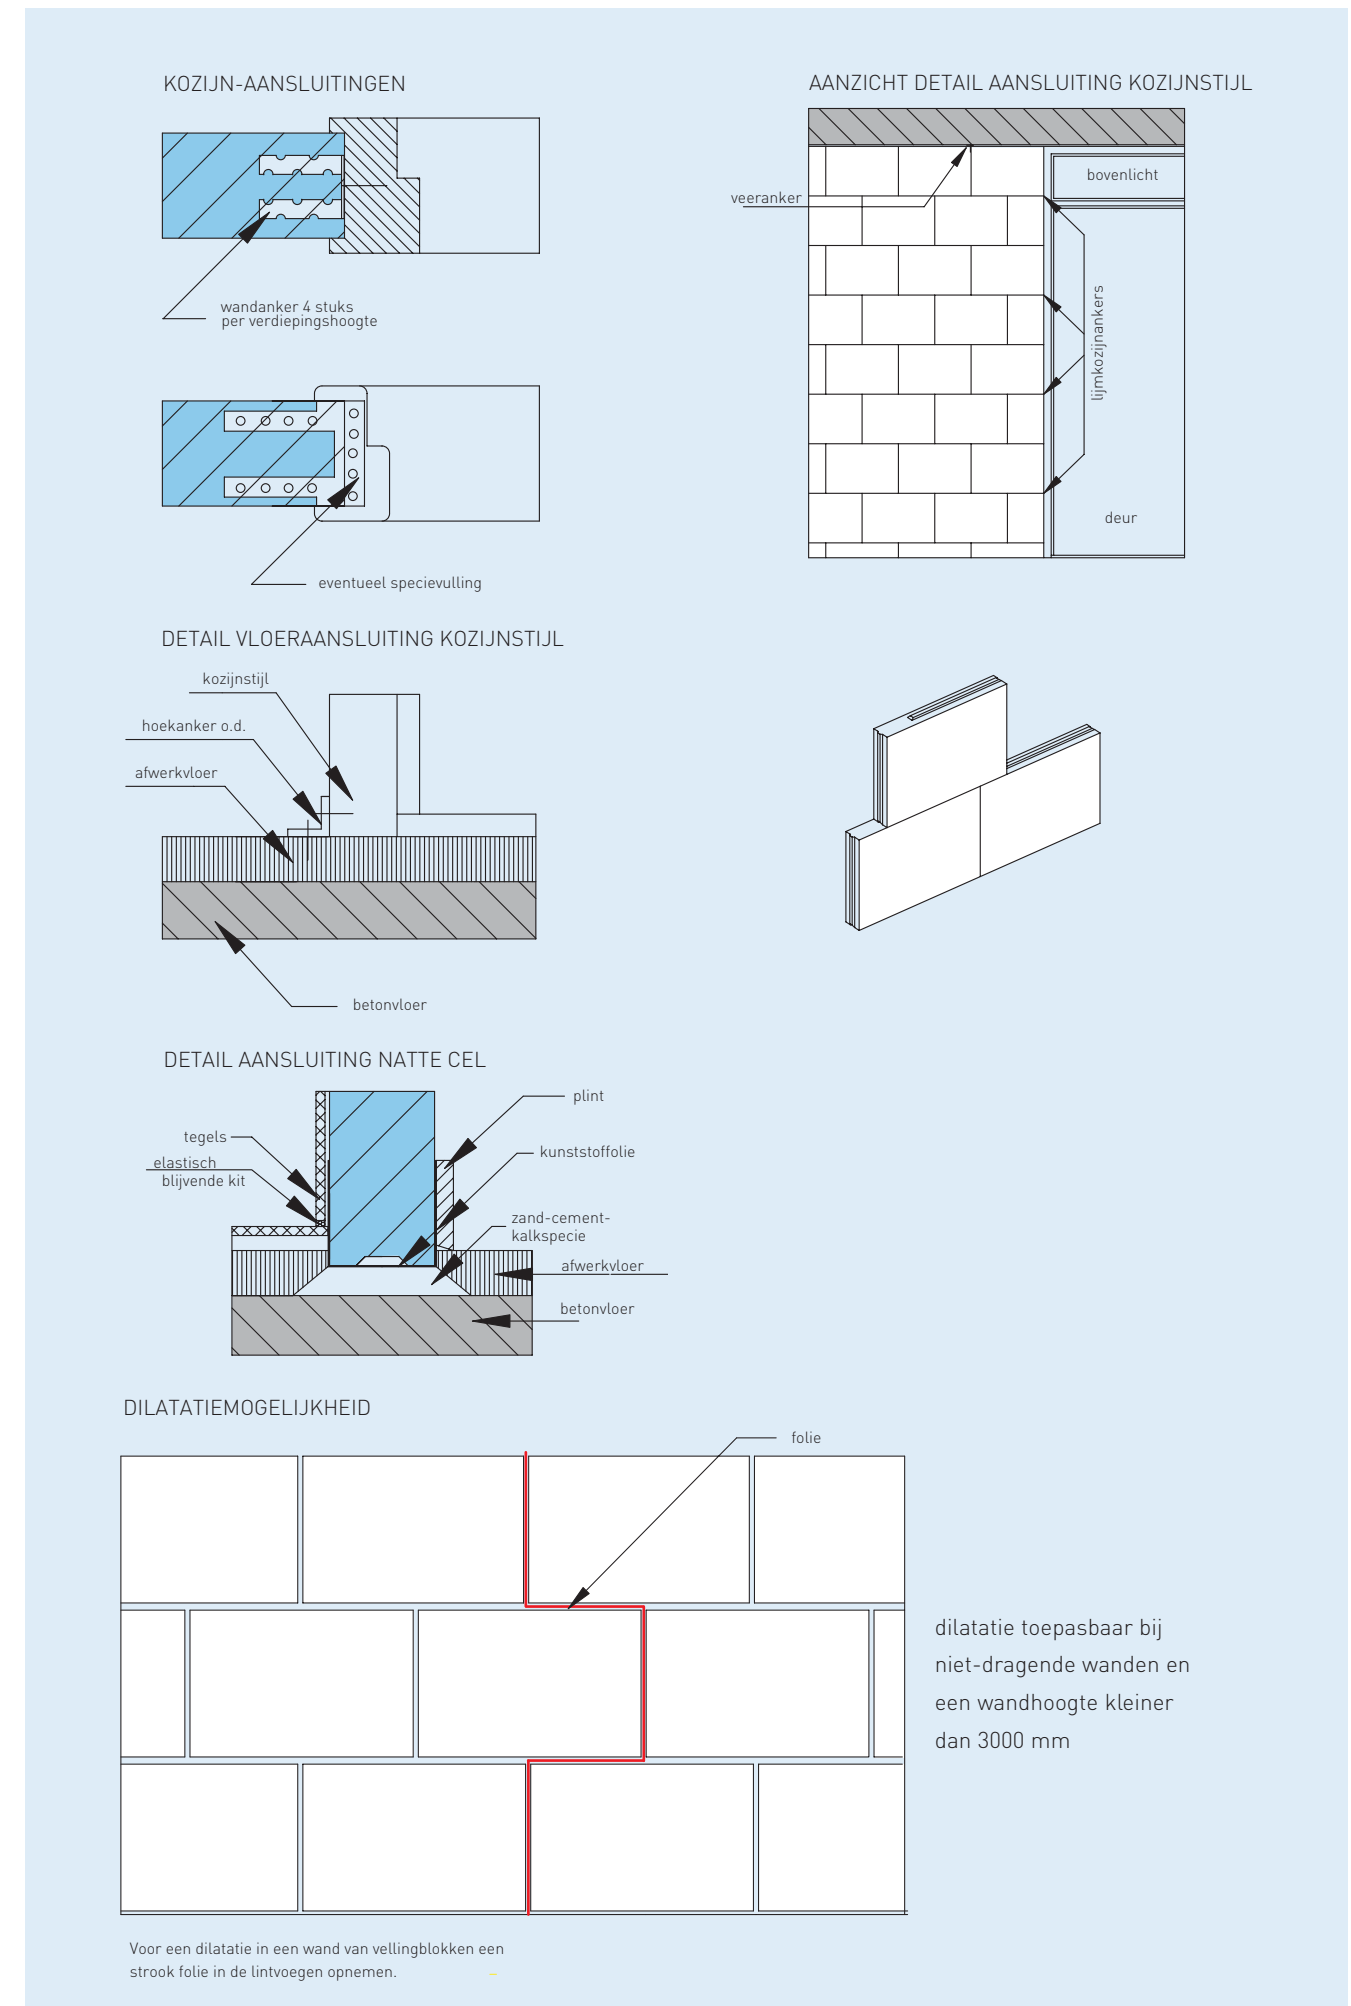 KOZIJN-AANSLUITINGEN
wandanker 4 stuks
per verdiepingshoogte
eventueel specievulling
AANZICHT DETAIL AANSLUITING KOZIJNSTIJL
bovenlicht
veeranker
lijmkozijnankers
deur
DETAIL VLOERAANSLUITING KOZIJNSTIJL
kozijnstijl
hoekanker o.d.
afwerkvloer
betonvloer
DETAIL AANSLUITING NATTE CEL
plint
tegels
kunststoffolie
elastisch
blijvende kit
zand-cement-
kalkspecie
afwerkvloer
betonvloer
DILATATIEMOGELIJKHEID
folie
dilatatie toepasbaar bij
niet-dragende wanden en
een wandhoogte kleiner
dan 3000 mm
Voor een dilatatie in een wand van vellingblokken een
strook folie in de lintvoegen opnemen.